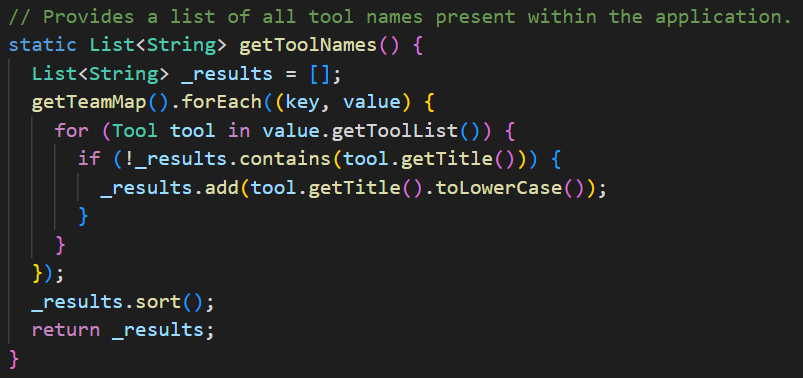 // Provides a list of all tool names present within the application.
static List<String> getToolNames() {
  List<String> _results = [];
  getTeamMap().forEach((key, value) {
    for (Tool tool in value.getToolList()) {
      if (!_results.contains(tool.getTitle())) {
        _results.add(tool.getTitle().toLowerCase());
      }
    }
  });
  _results.sort();
  return _results;
}